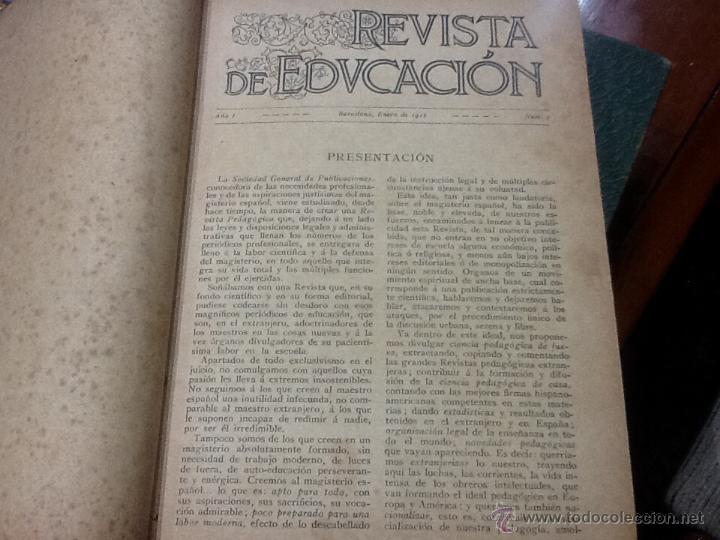 REVISTA
DE EDVCACIÓN
Año I
Barcelona, Enero de 1911
Núm.
PRESENTACIÓN
La Sociedad General de Publicaciones,
conocedora de las necesidades profesiona-
les y de las aspiraciones justísimas del ma-
gisterio español, viene estudiando, desde
hace tiempo, la manera de crear una Re-
vista Pedagógica que, dejando á un lado
las leyes y disposiciones legales y adminis-
trativas que llenan los números de los
periódicos profesionales, se entregara de
lleno á la labor científica y á la defensa
del magisterio, en todo aquello que inte-
gra su vida total y las múltiples funciones
por él ejercidas.
Soñábamos con una Revista que, en su
fondo científico y en su forma editorial,
pudiese codearse sin desdoro con esos
magníficos periódicos de educación, que
son, en el extranjero, adoctrinadores de
los maestros en las cosas nuevas y á la
vez órganos divulgadores de su pacientí-
sima labor en la escuela.
Apartados de todo exclusivismo en el
juicio, no comulgamos con aquellos cuya
pasión les lleva á extremos insostenibles.
No seguimos á los que creen al maestro
español una inutilidad infecunda, no com-
parable al maestro extranjero, á los que
le suponen incapaz de redimir á nadie,
por ser él irredimible.
Tampoco somos de los que creen en un
magisterio absolutamente formado, sin
necesidad de trabajo moderno, de luces
de fuera, de auto-educación perseveran-
te y enérgica. Creemos al magisterio es-
pañol... lo que es: apto para todo, con
sus aspiraciones, sus sacrificios, su voca-
ción admirable; poco preparado para una
labor moderna, efecto de lo descabellado
de la instrucción legal y de múltiples cir-
cunstancias ajenas á su voluntad.
Esta idea, tan justa como laudatoria,
sobre el magisterio español, ha sido la
base, noble y elevada, de nuestros es-
fuerzos, encaminados á lanzar á la publi-
cidad esta Revista, de tal manera conce-
bida, que no entran en su objetivo inte-
reses de escuela alguna económica, polí-
tica ó religiosa, y menos aún bajos inte-
reses editoriales ó de monopolización en
ningún sentido. Organos de un movi-
miento espiritual de ancha base, cual co-
rresponde á una publicación estrictamen-
te científica, hablaremos y dejaremos ha-
blar, atacaremos y contestaremos á los
ataques, por el procedimiento único de
la discusión urbana, serena y libre.
Ya dentro de este ideal, nos propone-
mos divulgar ciencia pedagógica de fue-
ra, extractando, copiando y comentando
las grandes Revistas pedagógicas extran-
jeras; contribuir á la formación y difu-
sión de la ciencia pedagógica de casa,
contando con las mejores firmas hispano-
americanas competentes en estas mate-
rias; dando estadísticas y resultados ob-
tenidos en el extranjero y en España;
organización legal de la enseñanza en to-
do el mundo; novedades pedagógicas
que vayan apareciendo. Es decir: querría-
mos extranjerizar lo nuestro, trayendo
aquí las luchas, las corrientes, la vida in-
tensa de los obreros intelectuales, que
van formando el ideal pedagógico en Eu-
ropa y América; y queremos también na-
cionalizar, esto es,
cialización de nuestra pedagogía, amol-
todocoleccion
www.todocoleccion.net